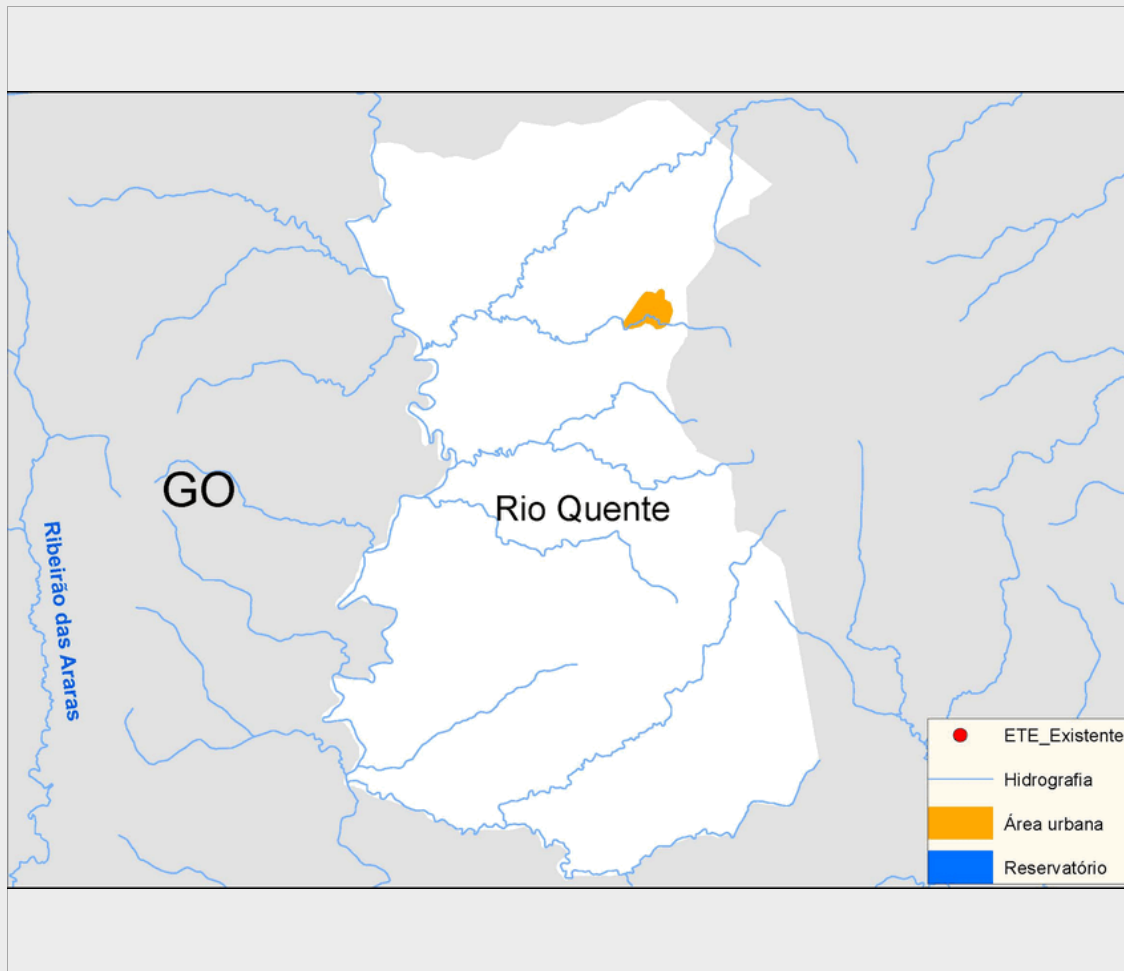 GO
Rio Quente
Ribeirão das Araras
ETE_Existente
Hidrografia
Área urbana
Reservatório